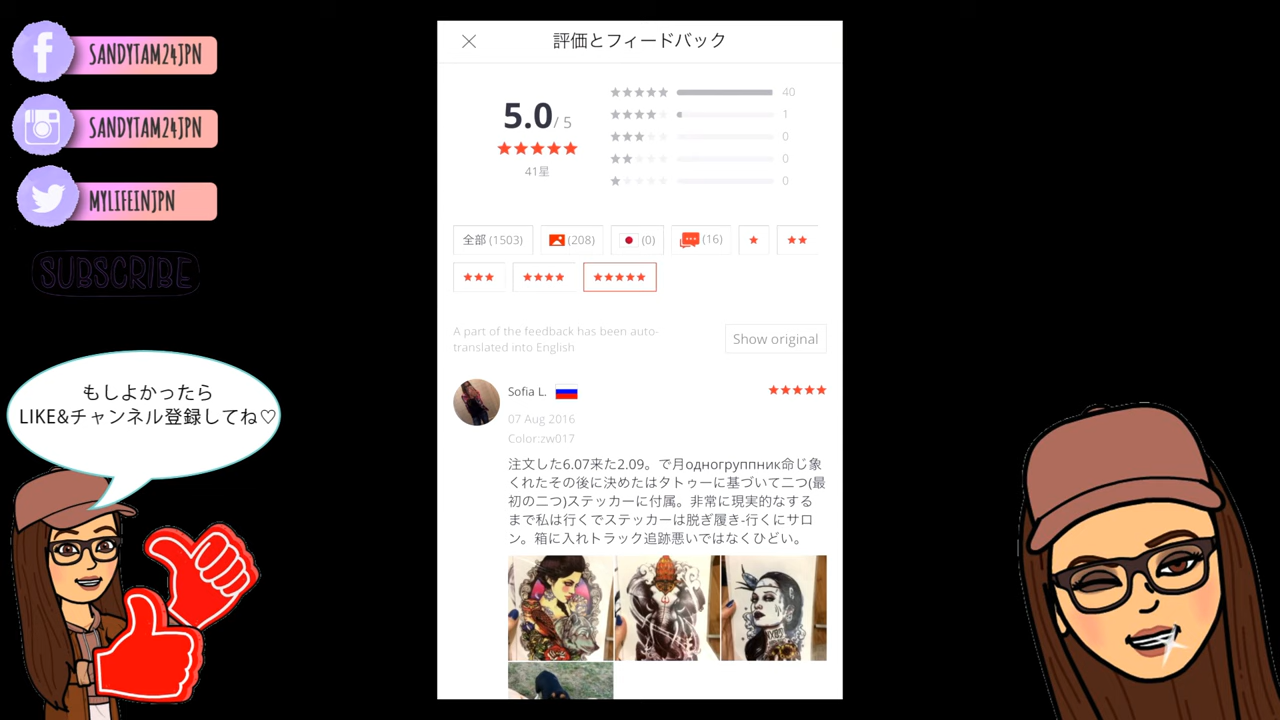 SANDYTAM24JPN
SANDYTAM24JPN
MYLIFEINJPN
SUBSCRIBE
もしよかったら
LIKE&チャンネル登録してね♡
評価とフィードバック
5.0 / 5
41星
40
1
0
0
0
全部 (1503)
(208)
(0)
(16)
A part of the feedback has been auto-
translated into English
Show original
Sofia L.
07 Aug 2016
Color:zw017
注文した6.07来た2.09。で月одногруппник命じ象
くれたその後に決めたはタトゥーに基づいて二つ(最
初の二つ)ステッカーに付属。非常に現実的なする
まで私は行くでステッカーは脱ぎ履き-行くにサロ
ン。箱に入れトラック追跡悪いではなくひどい。